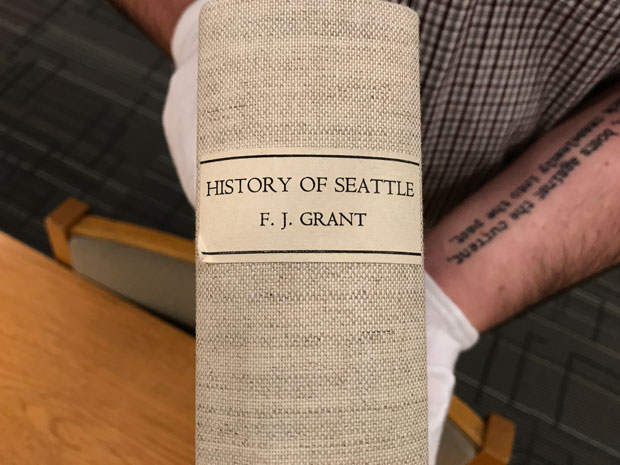 HISTORY OF SEATTLE
F. J. GRANT
boats against the current,
ceaselessly into the past.